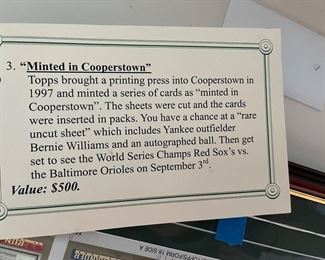 3. “Minted in Cooperstown”
Topps brought a printing press into Cooperstown in
1997 and minted a series of cards as “minted in
Cooperstown”. The sheets were cut and the cards
were inserted in packs. You have a chance at a “rare
uncut sheet” which includes Yankee outfielder
Bernie Williams and an autographed ball. Then get
set to see the World Series Champs Red Sox’s vs.
the Baltimore Orioles on September 3rd.
Value: $500.